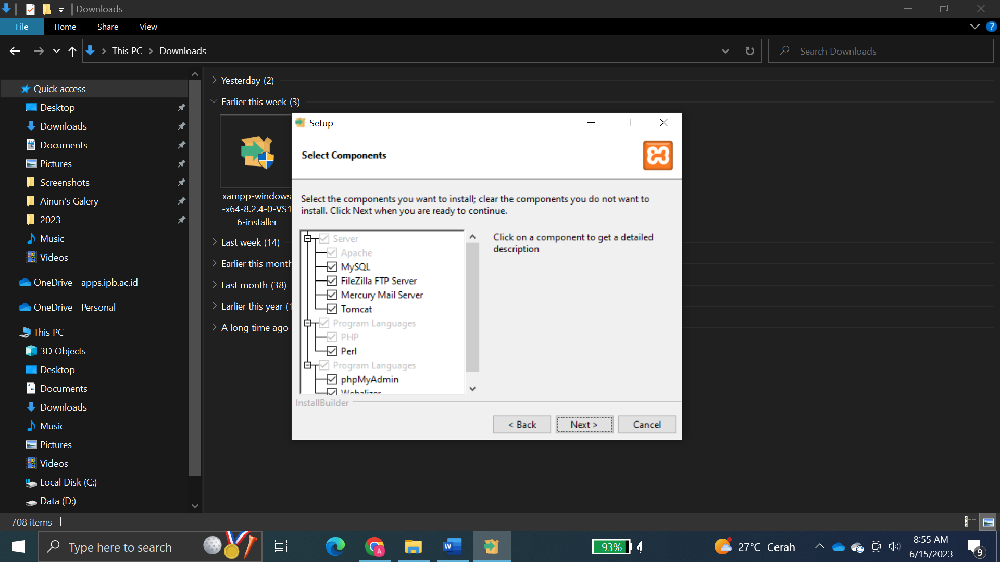 Downloads
File
Home
Share
View
This PC
Downloads
Search Downloads
Quick access
Desktop
Downloads
Documents
Pictures
Screenshots
Ainun's Galery
2023
Music
Videos
OneDrive - apps.ipb.ac.id
OneDrive - Personal
This PC
3D Objects
Desktop
Documents
Downloads
Music
Pictures
Videos
Local Disk (C:)
Data (D:)
Yesterday (2)
Earlier this week (3)
xampp-windows
-x64-8.2.4-0-VS1
6-installer
Last week (14)
Earlier this month
Last month (38)
Earlier this year (1
A long time ago
Setup
Select Components
Select the components you want to install; clear the components you do not want to
install. Click Next when you are ready to continue.
Server
Apache
MySQL
FileZilla FTP Server
Mercury Mail Server
Tomcat
Program Languages
PHP
Perl
Program Languages
phpMyAdmin
Webalizer
Click on a component to get a detailed
description
InstallBuilder
< Back
Next >
Cancel
708 items
Type here to search
93%
27°C Cerah
8:55 AM
6/15/2023
9